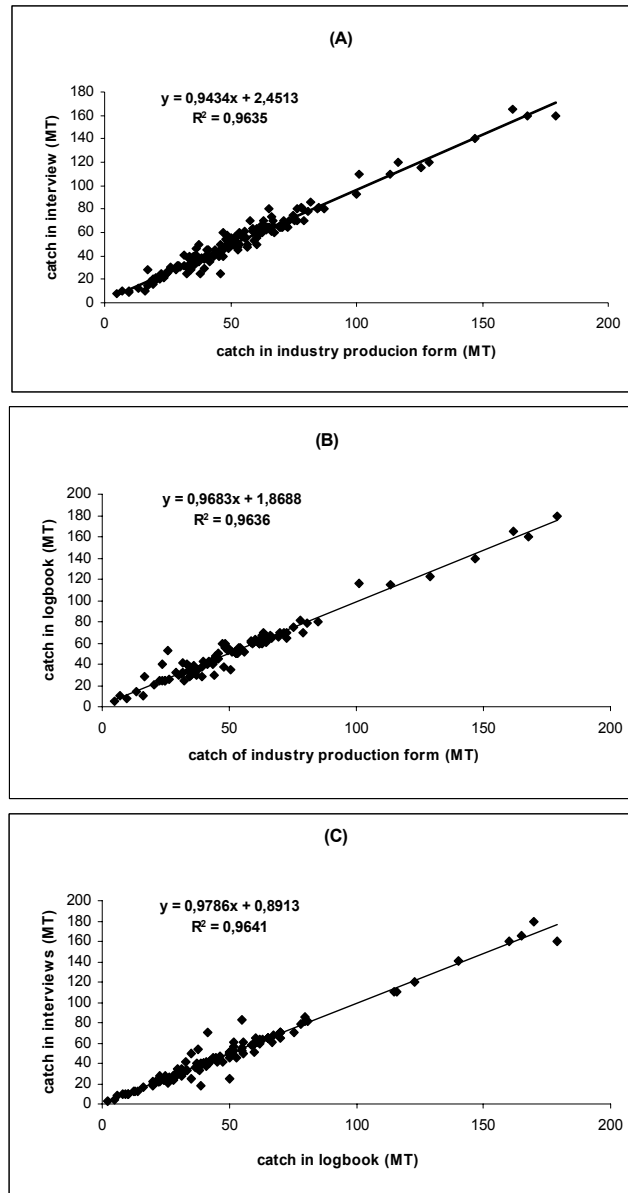 (A)
y = 0,9434x + 2,4513
R² = 0,9635
180
160
140
120
100
80
60
40
20
0
0 50 100 150 200
catch in interview (MT)
catch in industry producion form (MT)
(B)
y = 0,9683x + 1,8688
R² = 0,9636
200
180
160
140
120
100
80
60
40
20
0
0 50 100 150 200
catch in logbook (MT)
catch of industry production form (MT)
(C)
y = 0,9786x + 0,8913
R² = 0,9641
200
180
160
140
120
100
80
60
40
20
0
0 50 100 150 200
catch in interviews (MT)
catch in logbook (MT)